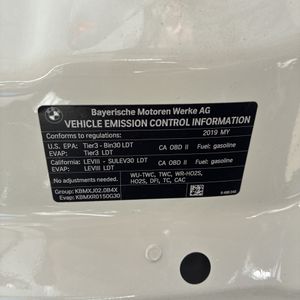 Bayerische Motoren Werke AG
VEHICLE EMISSION CONTROL INFORMATION
Conforms to regulations: 2019 MY
U.S. EPA: Tier3 - Bin30 LDT CA OBD II Fuel: gasoline
EVAP: Tier3 LDT
California: LEVIII - SULEV30 LDT CA OBD II Fuel: gasoline
EVAP: LEVIII LDT
No adjustments needed. WU-TWC, TWC, WR-HO2S,
HO2S, DFI, TC, CAC
Group: KBMXJ02.0B4X
Evap: KBMXR0150G30